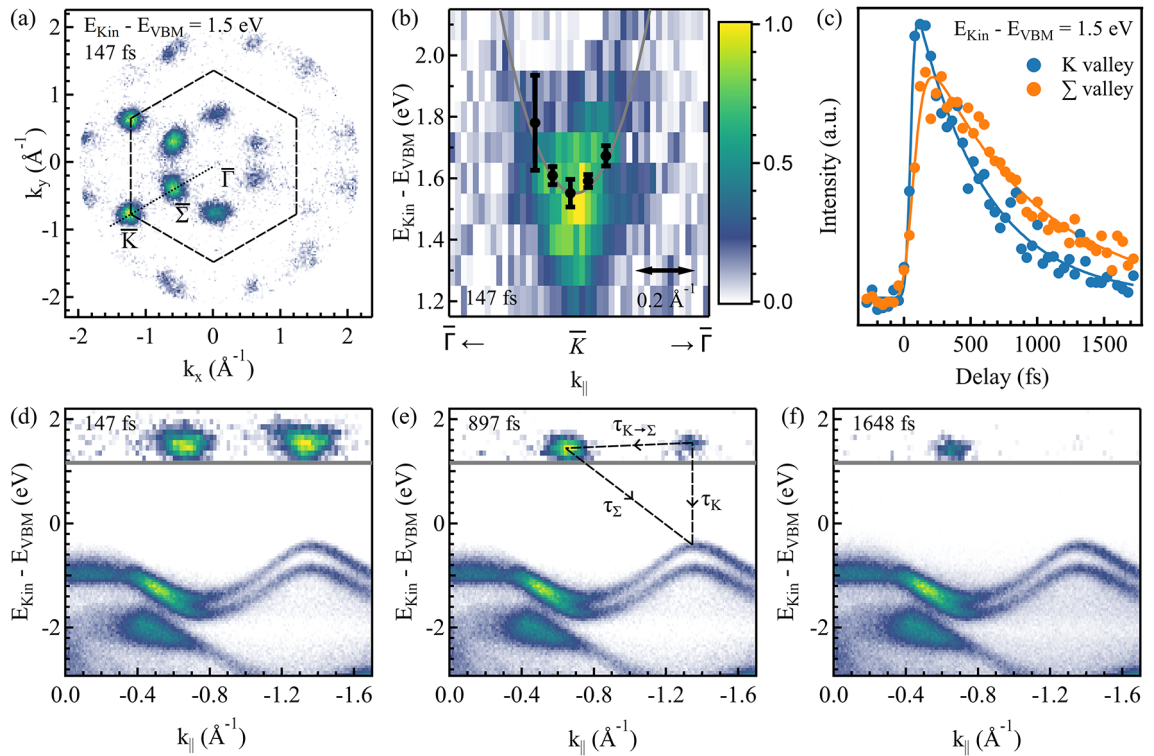 (a)
E_Kin - E_VBM = 1.5 eV
147 fs
Γ̅
Σ̅
K̅
k_y (Å⁻¹)
2
1
0
-1
-2
-2 -1 0 1 2
k_x (Å⁻¹)
(b)
E_Kin - E_VBM (eV)
2.0
1.8
1.6
1.4
1.2
147 fs
0.2 Å⁻¹
1.0
0.5
0.0
Γ̅ ← K̅ → Γ̅
k_||
(c)
E_Kin - E_VBM = 1.5 eV
K valley
Σ valley
Intensity (a.u.)
0 500 1000 1500
Delay (fs)
(d)
147 fs
E_Kin - E_VBM (eV)
2
0
-2
0.0 -0.4 -0.8 -1.2 -1.6
k_|| (Å⁻¹)
(e)
897 fs
τ_K→Σ
τ_Σ
τ_K
E_Kin - E_VBM (eV)
2
0
-2
0.0 -0.4 -0.8 -1.2 -1.6
k_|| (Å⁻¹)
(f)
1648 fs
E_Kin - E_VBM (eV)
2
0
-2
0.0 -0.4 -0.8 -1.2 -1.6
k_|| (Å⁻¹)